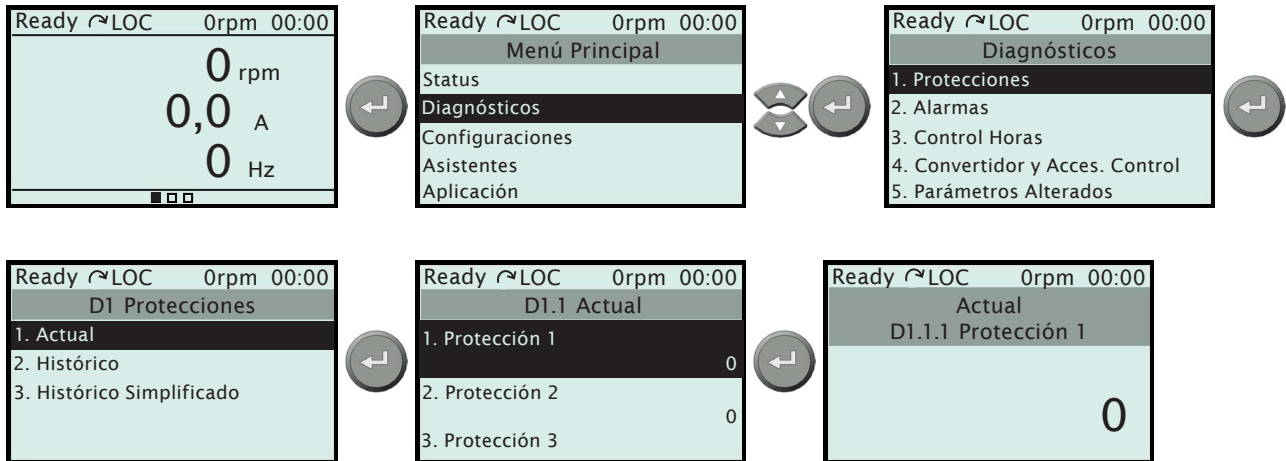 Ready LOC 0rpm 00:00
0 rpm
0,0 A
0 Hz
Ready LOC 0rpm 00:00
Menú Principal
Status
Diagnósticos
Configuraciones
Asistentes
Aplicación
Ready LOC 0rpm 00:00
Diagnósticos
1. Protecciones
2. Alarmas
3. Control Horas
4. Convertidor y Acces. Control
5. Parámetros Alterados
Ready LOC 0rpm 00:00
D1 Protecciones
1. Actual
2. Histórico
3. Histórico Simplificado
Ready LOC 0rpm 00:00
D1.1 Actual
1. Protección 1
0
2. Protección 2
0
3. Protección 3
Ready LOC 0rpm 00:00
Actual
D1.1.1 Protección 1
0